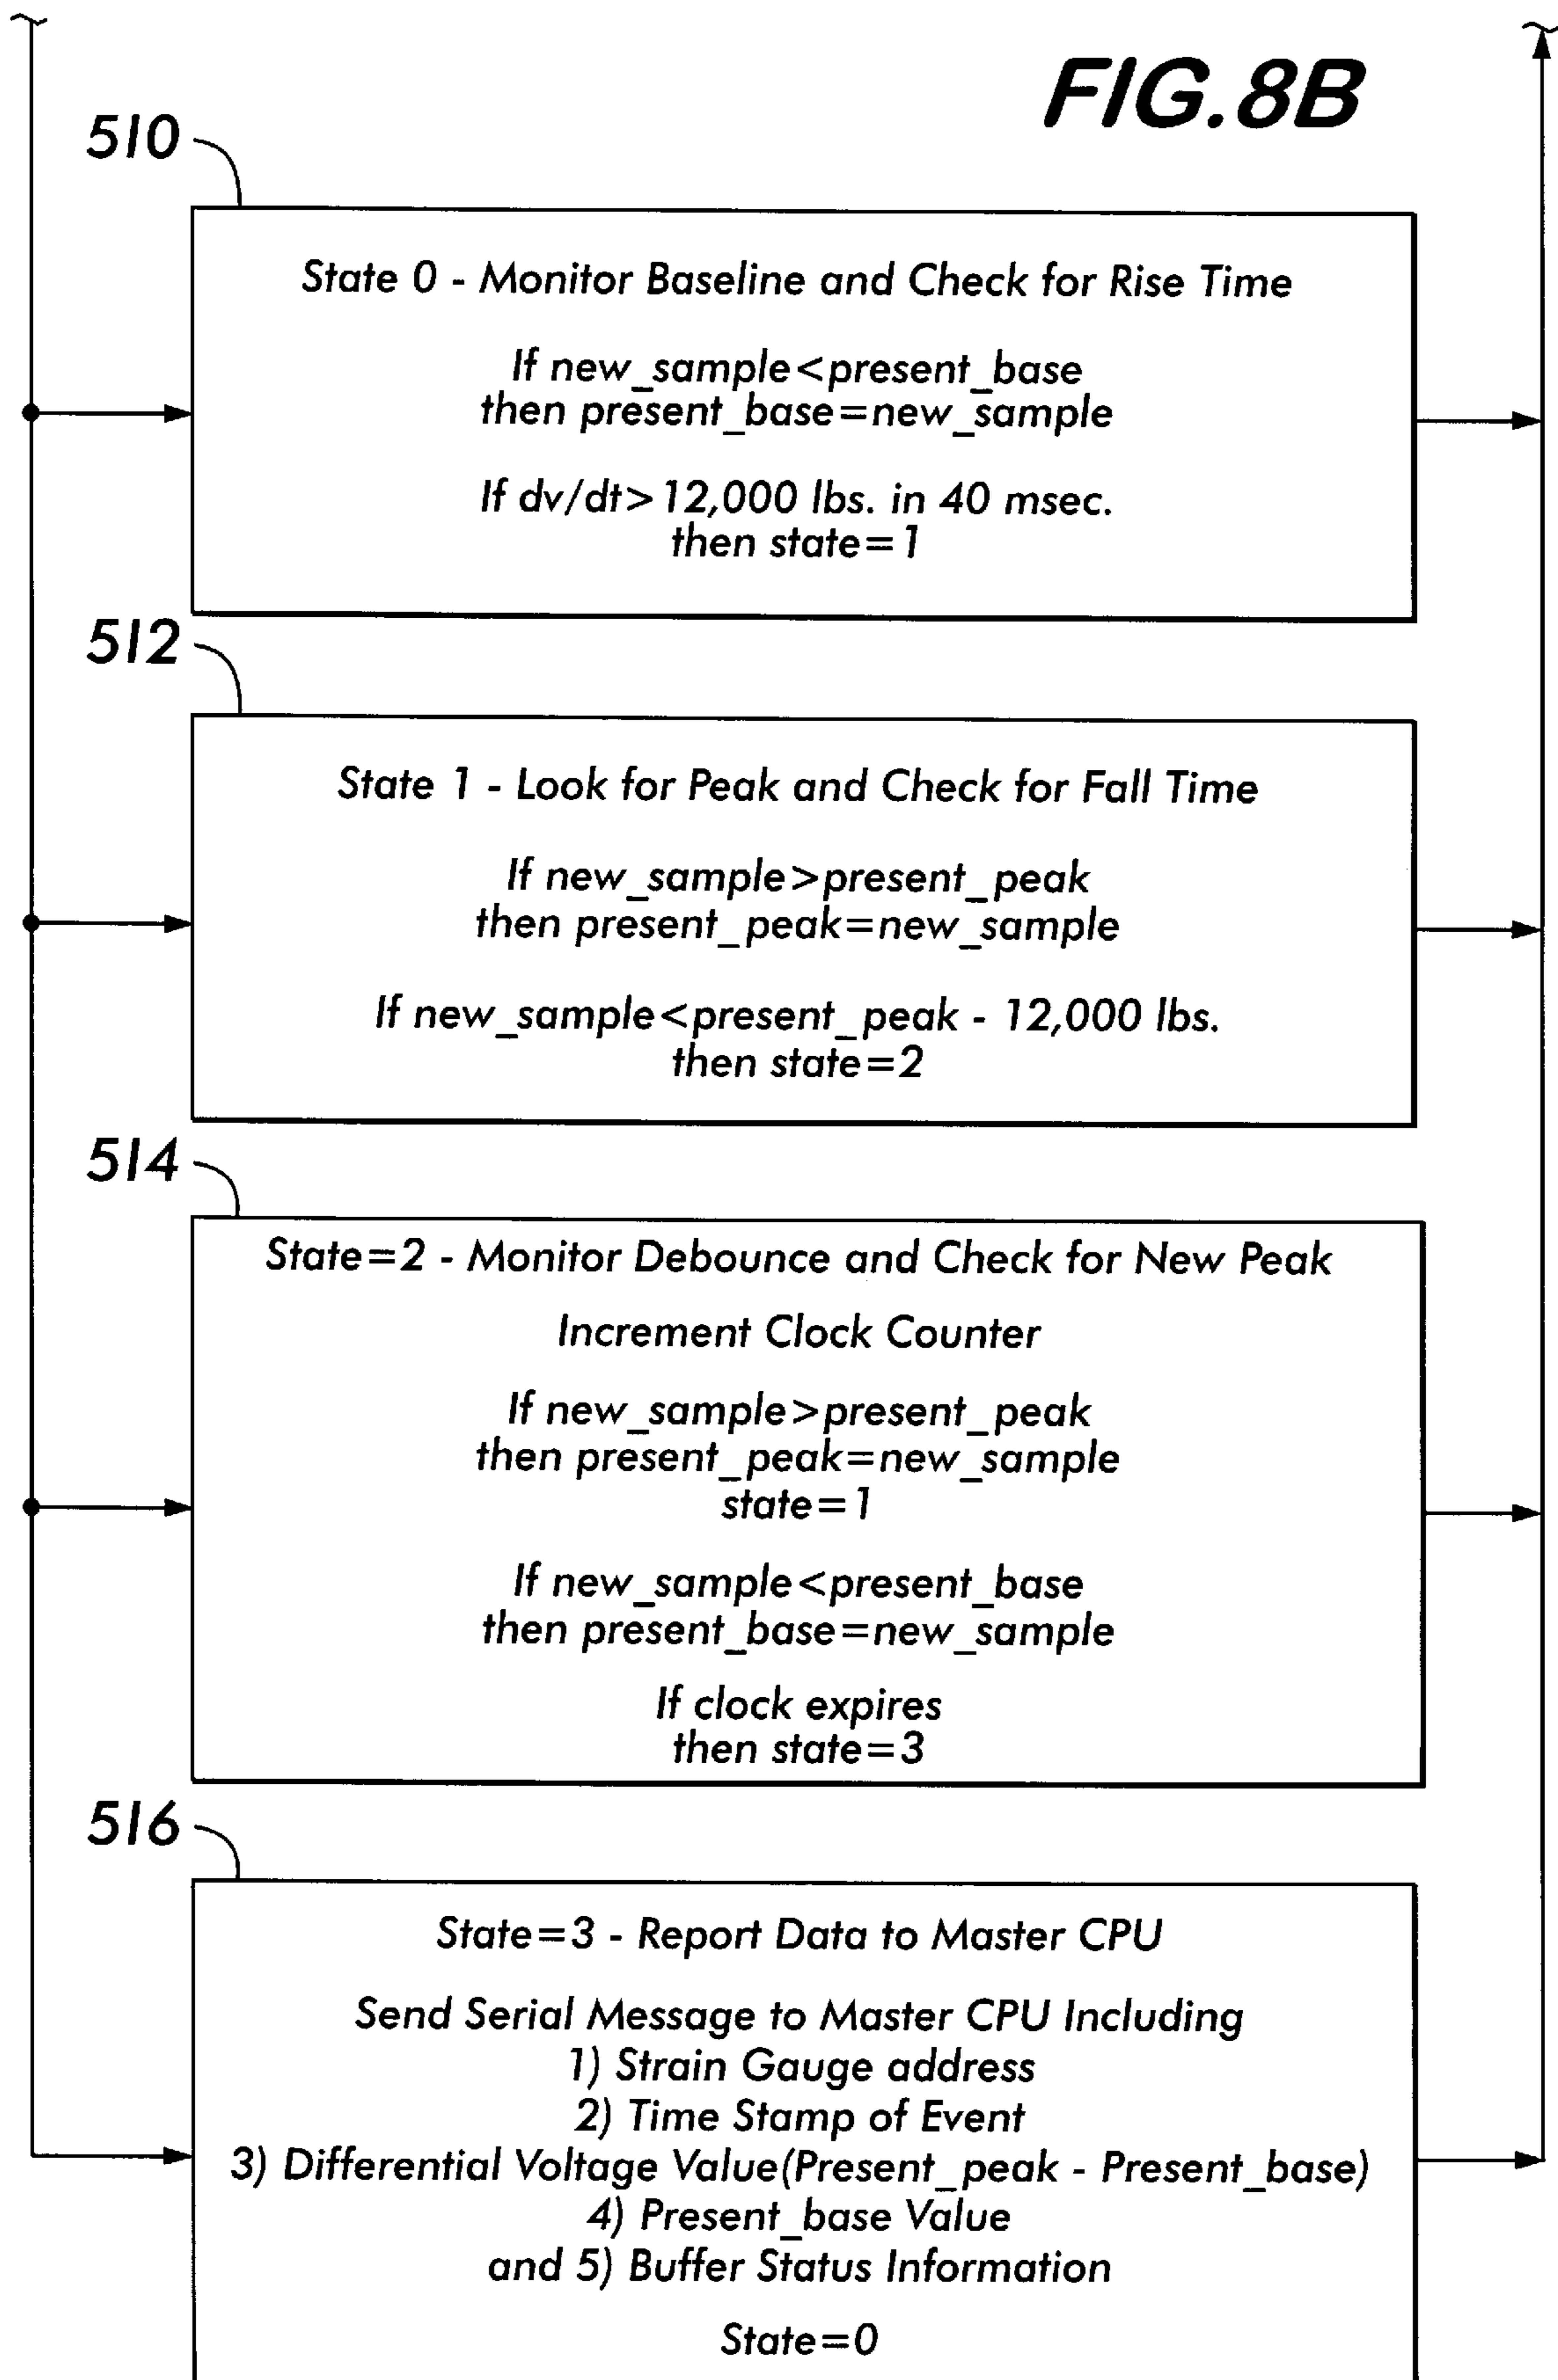 FIG.8B
510
State 0 - Monitor Baseline and Check for Rise Time
If new_sample<present_base
then present_base=new_sample
If dv/dt>12,000 lbs. in 40 msec.
then state=1
512
State 1 - Look for Peak and Check for Fall Time
If new_sample>present_peak
then present_peak=new_sample
If new_sample<present_peak - 12,000 lbs.
then state=2
514
State=2 - Monitor Debounce and Check for New Peak
Increment Clock Counter
If new_sample>present_peak
then present_peak=new_sample
state=1
If new_sample<present_base
then present_base=new_sample
If clock expires
then state=3
516
State=3 - Report Data to Master CPU
Send Serial Message to Master CPU Including
1) Strain Gauge address
2) Time Stamp of Event
3) Differential Voltage Value(Present_peak - Present_base)
4) Present_base Value
and 5) Buffer Status Information
State=0